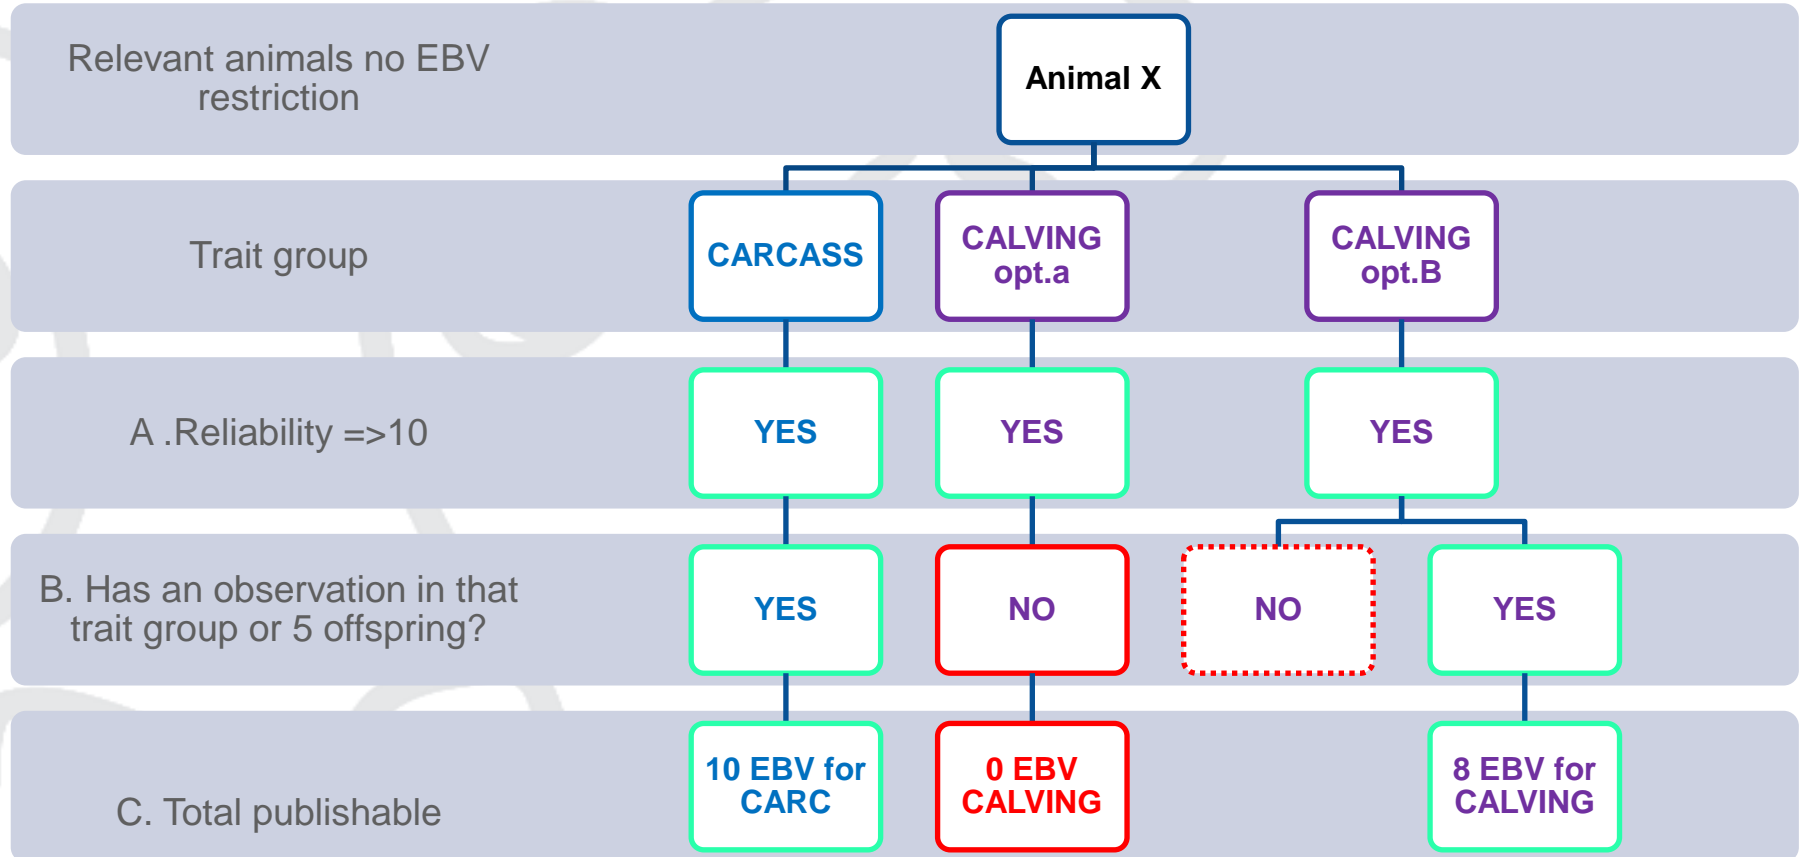 Relevant animals no EBV
restriction
Animal X
Trait group
CARCASS
CALVING
opt.a
CALVING
opt.B
A .Reliability =>10
YES
YES
YES
B. Has an observation in that
trait group or 5 offspring?
YES
NO
NO
YES
C. Total publishable
10 EBV for
CARC
0 EBV
CALVING
8 EBV for
CALVING